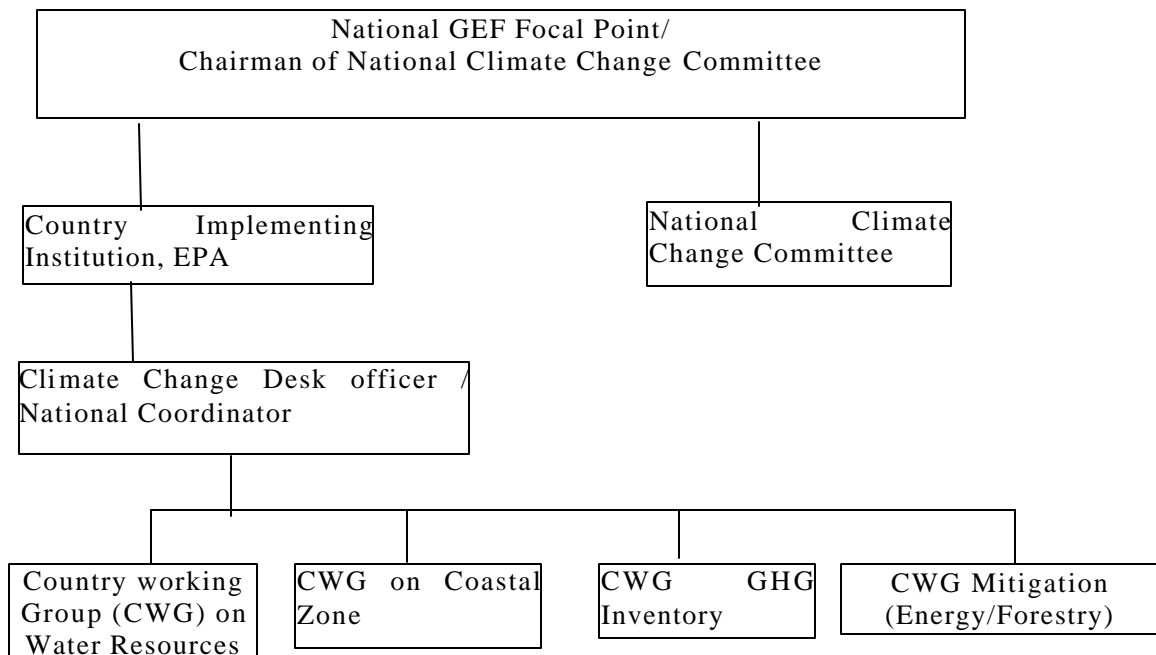 National GEF Focal Point/
Chairman of National Climate Change Committee
Country Implementing
Institution, EPA
National Climate
Change Committee
Climate Change Desk officer /
National Coordinator
Country working
Group (CWG) on
Water Resources
CWG on Coastal
Zone
CWG GHG
Inventory
CWG Mitigation
(Energy/Forestry)